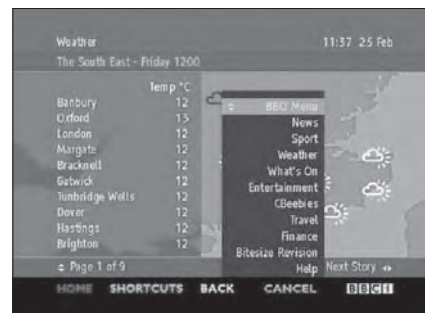 Weather 11:37 25 Feb
The South East - Friday 1200
Temp °C
Banbury 12
Oxford 13
London 12
Margate 12
Bracknell 12
Gatwick 12
Tunbridge Wells 12
Dover 12
Hastings 12
Brighton 12
Page 1 of 9
BBC Menu
News
Sport
Weather
What's On
Entertainment
CBeebies
Travel
Finance
Bitesize Revision
Help
Next Story
HOME SHORTCUTS BACK CANCEL BBCi